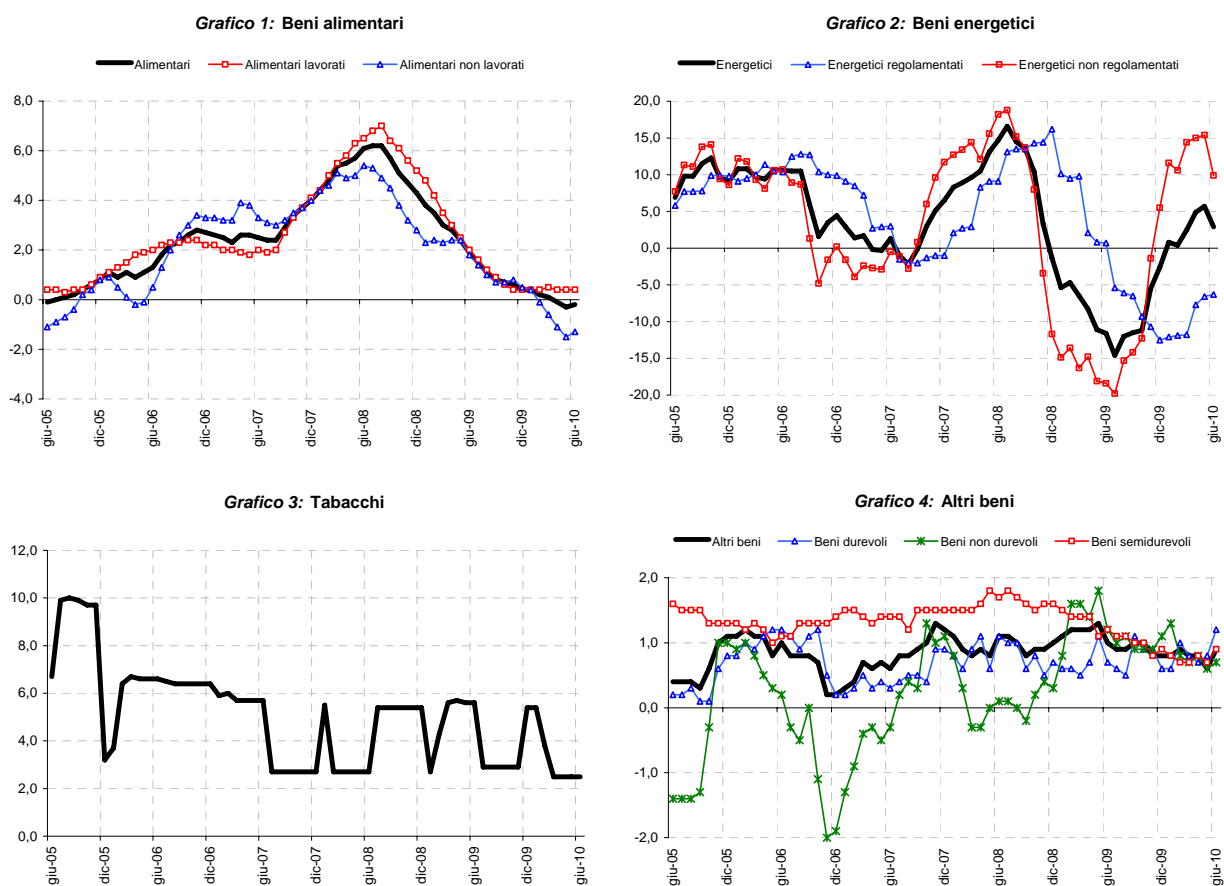 Grafico 1: Beni alimentari
Alimentari Alimentari lavorati Alimentari non lavorati
8,0
6,0
4,0
2,0
0,0
-2,0
-4,0
giu-05 dic-05 giu-06 dic-06 giu-07 dic-07 giu-08 dic-08 giu-09 dic-09 giu-10
Grafico 2: Beni energetici
Energetici Energetici regolamentati Energetici non regolamentati
20,0
15,0
10,0
5,0
0,0
-5,0
-10,0
-15,0
-20,0
giu-05 dic-05 giu-06 dic-06 giu-07 dic-07 giu-08 dic-08 giu-09 dic-09 giu-10
Grafico 3: Tabacchi
12,0
10,0
8,0
6,0
4,0
2,0
0,0
giu-05 dic-05 giu-06 dic-06 giu-07 dic-07 giu-08 dic-08 giu-09 dic-09 giu-10
Grafico 4: Altri beni
Altri beni Beni durevoli Beni non durevoli Beni semidurevoli
2,0
1,0
0,0
-1,0
-2,0
giu-05 dic-05 giu-06 dic-06 giu-07 dic-07 giu-08 dic-08 giu-09 dic-09 giu-10